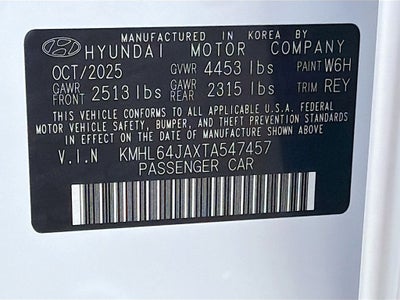 MANUFACTURED IN KOREA BY
HYUNDAI MOTOR COMPANY
OCT/2025 GVWR 4453 lbs PAINT W6H
GAWR FRONT 2513 lbs GAWR REAR 2315 lbs TRIM REY
THIS VEHICLE CONFORMS TO ALL APPLICABLE U.S.A. FEDERAL
MOTOR VEHICLE SAFETY, BUMPER, AND THEFT PREVENTION STANDARDS
IN EFFECT ON THE DATE OF MANUFACTURE SHOWN ABOVE.
V.I.N KMHL64JAXTA547457
PASSENGER CAR